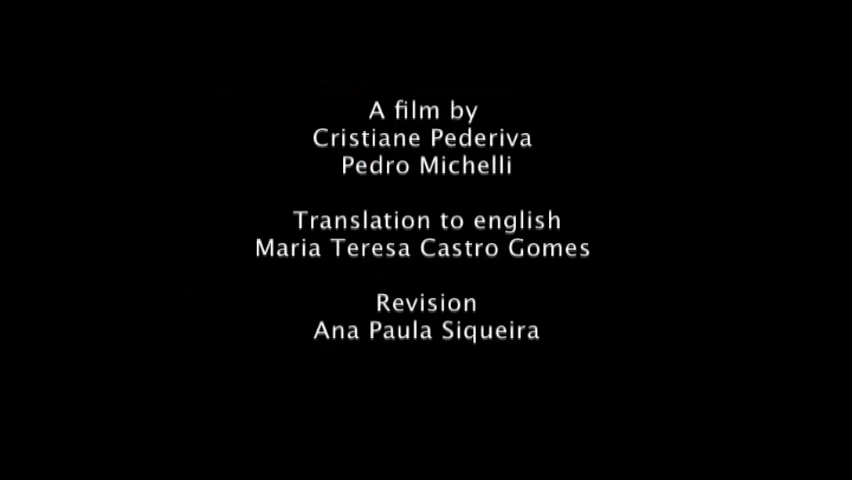 A film by
Cristiane Pederiva
Pedro Michelli
Translation to english
Maria Teresa Castro Gomes
Revision
Ana Paula Siqueira